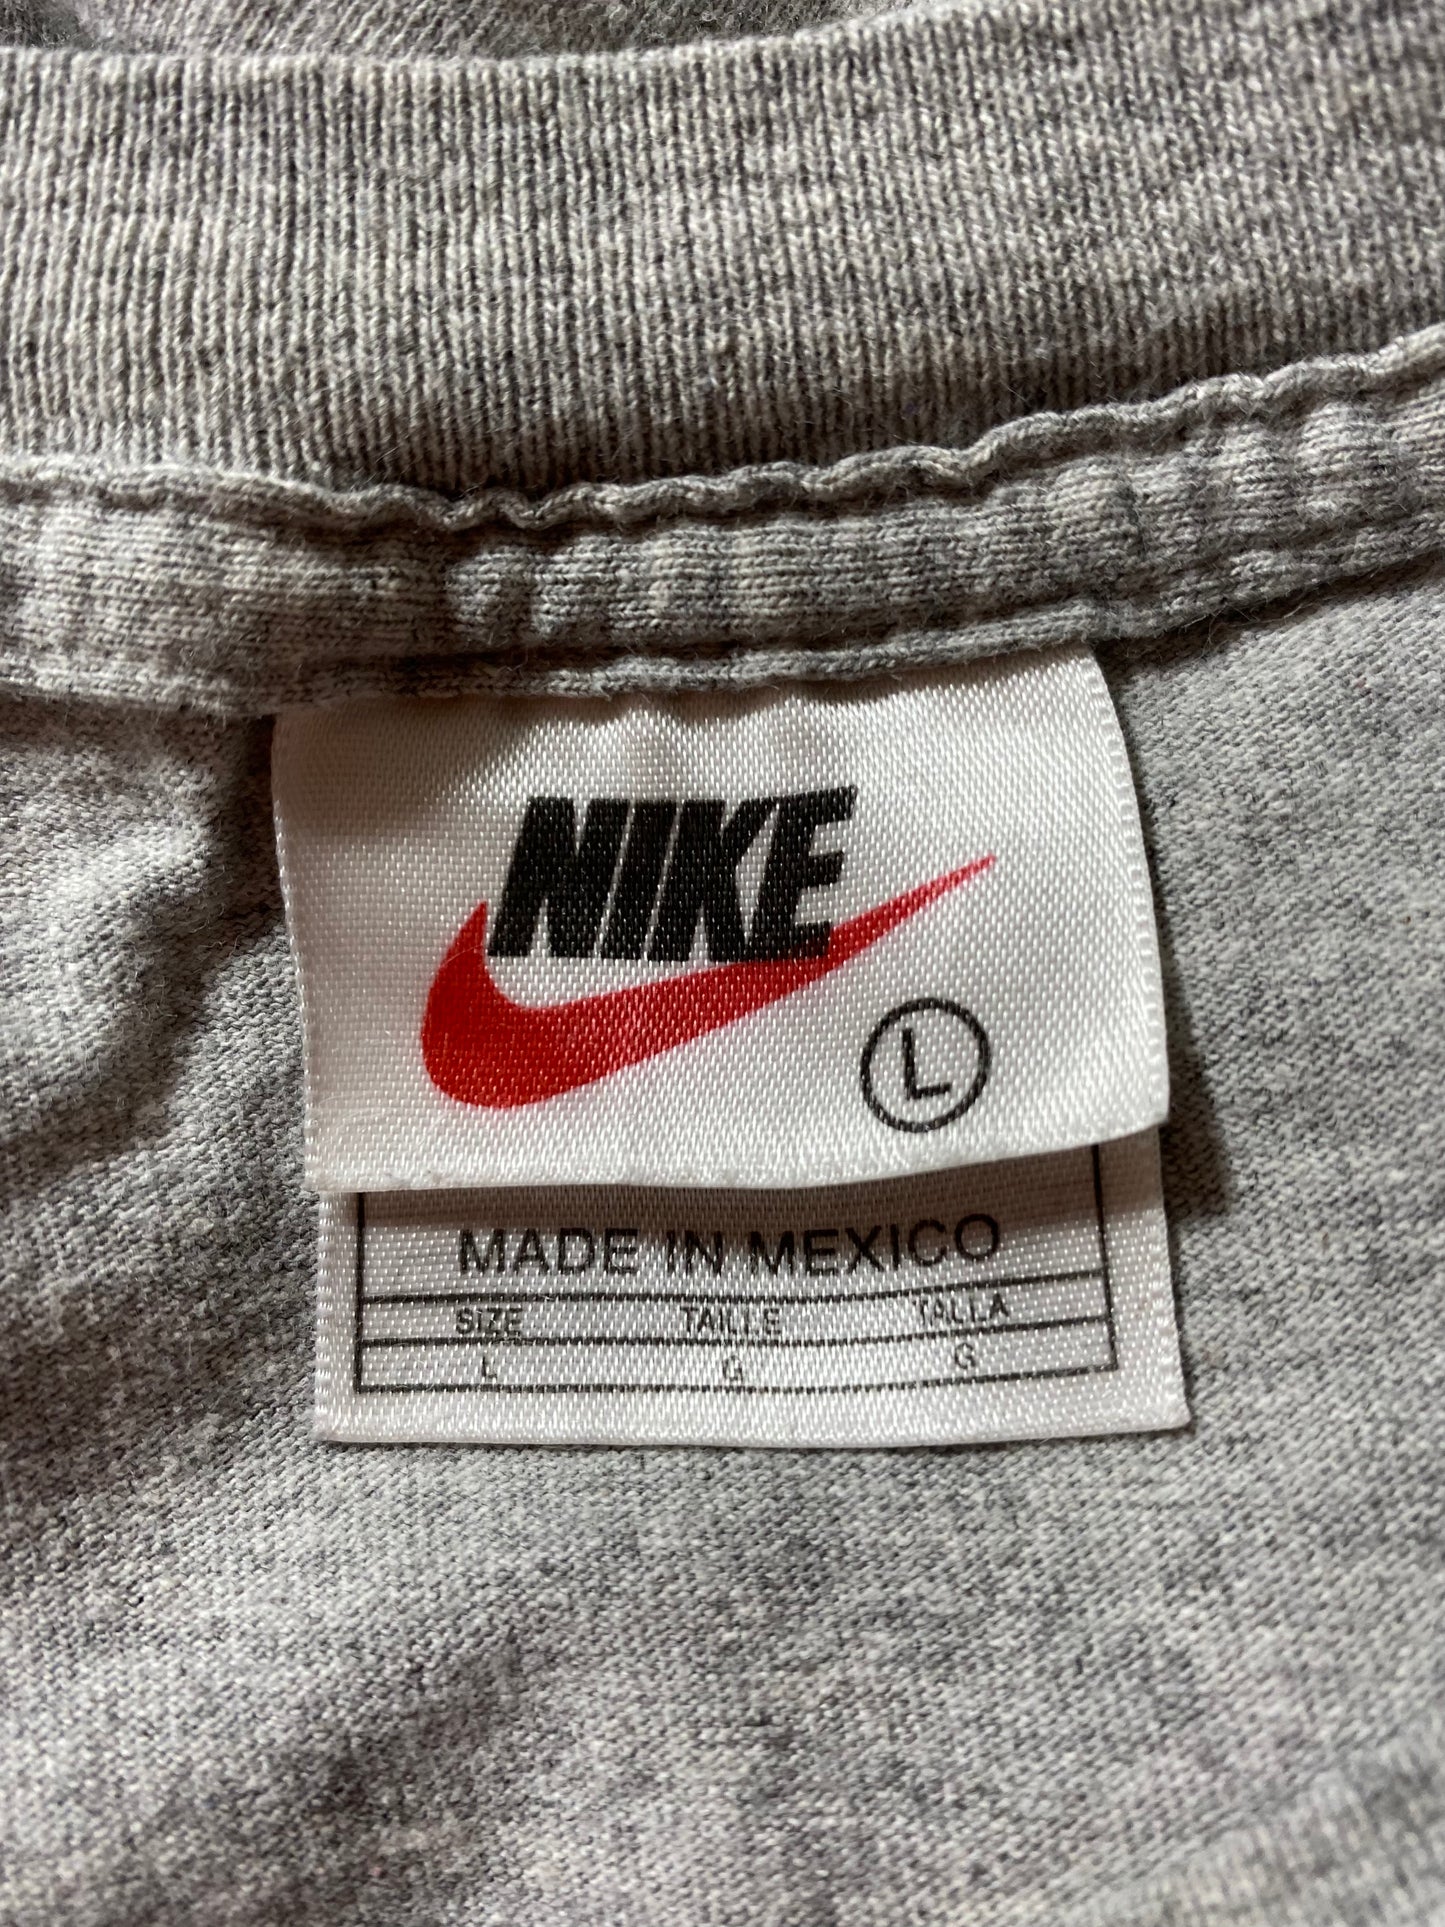 NIKE
L
MADE IN MEXICO
SIZE TAILLE TALLA
L G G